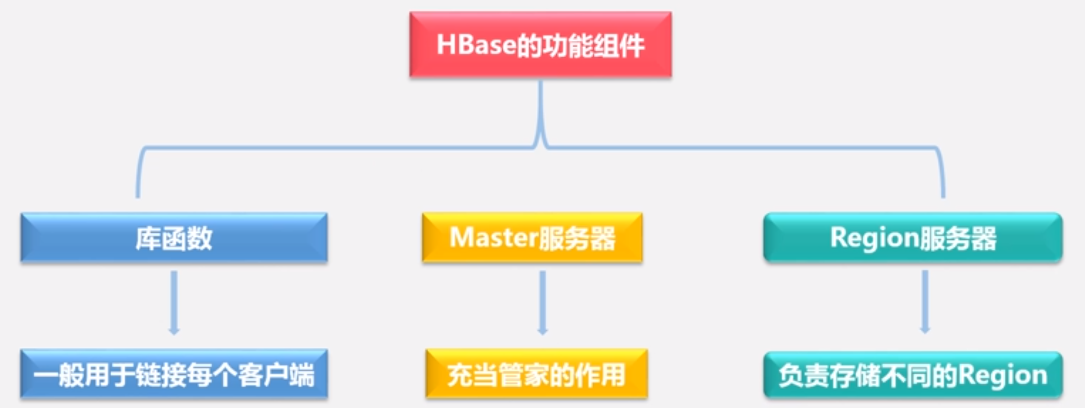 HBase的功能组件
库函数
Master服务器
Region服务器
一般用于链接每个客户端
充当管家的作用
负责存储不同的Region